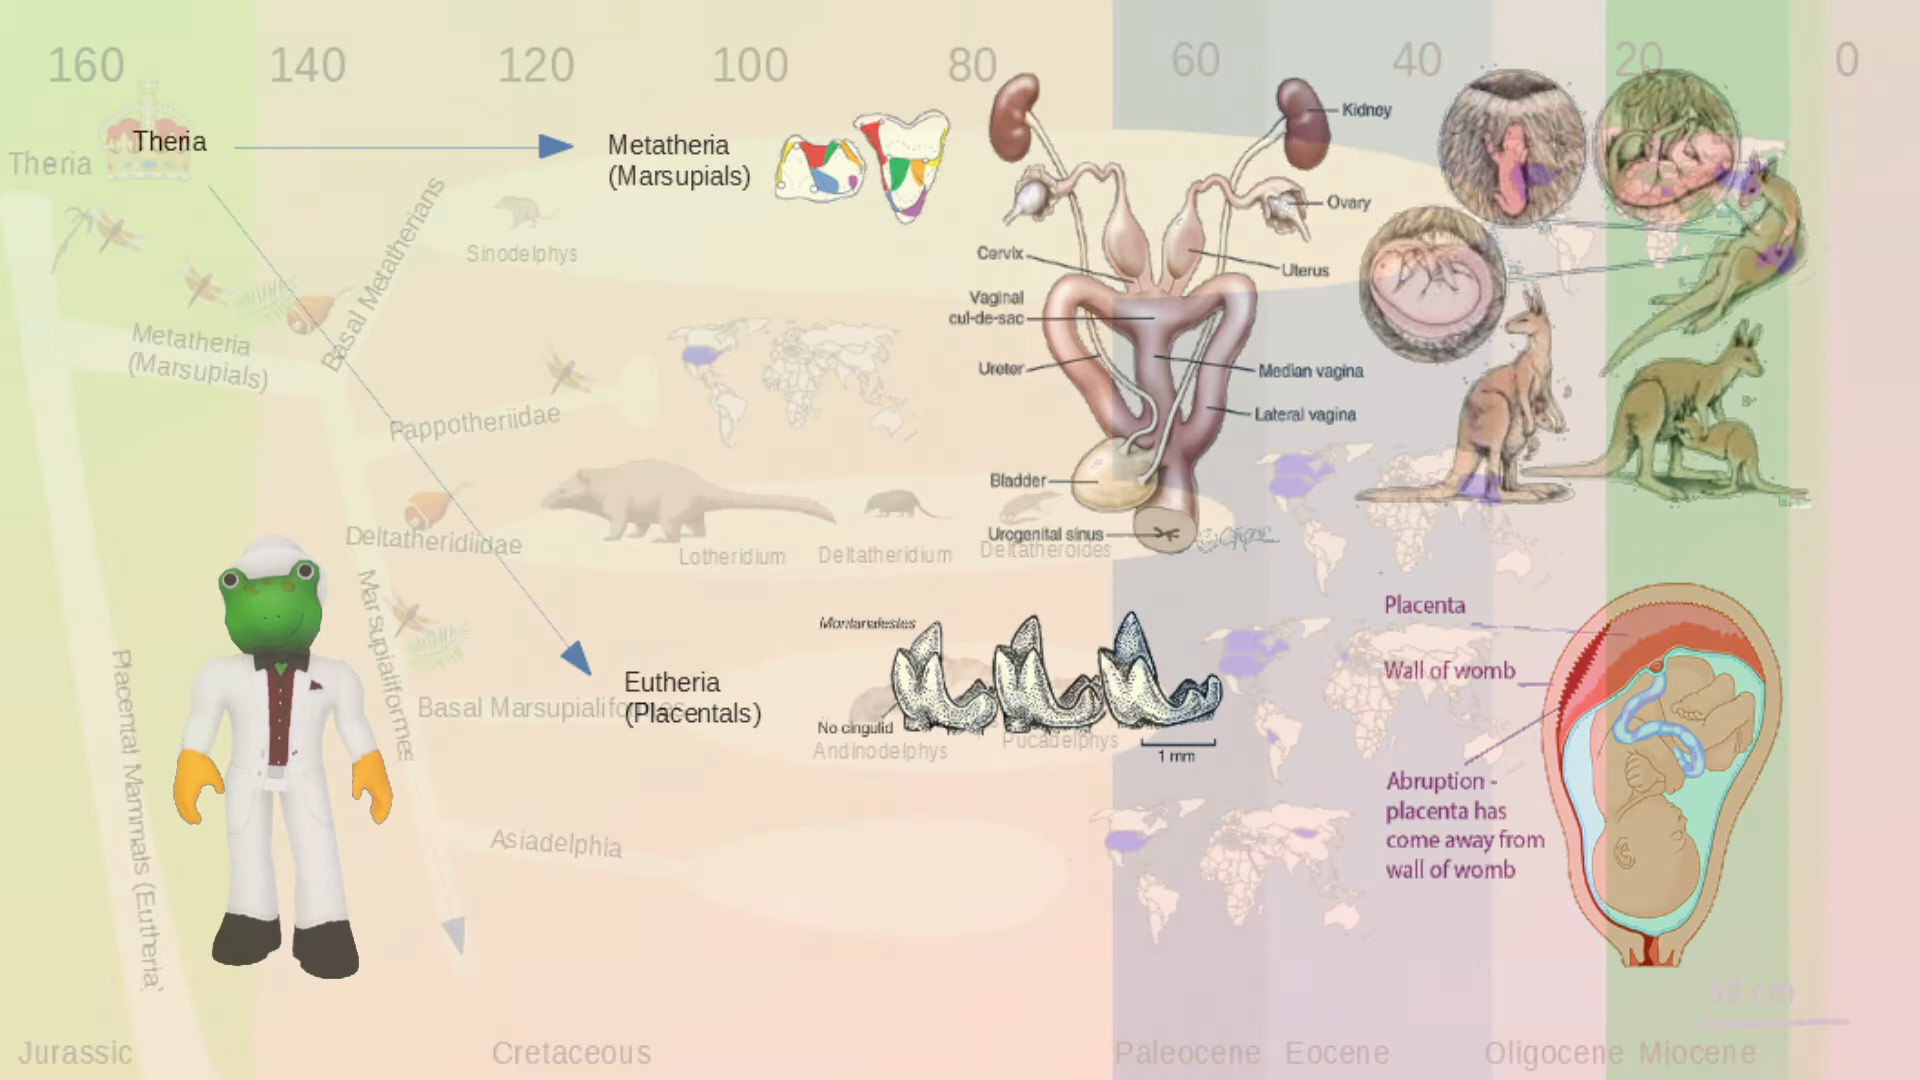 160 140 120 100 80 60 40 20 0
Theria
Theria
Metatheria
(Marsupials)
Kidney
Ovary
Cervix
Uterus
Vaginal
cul-de-sac
Ureter
Median vagina
Lateral vagina
Bladder
Urogenital sinus
Basal Metatherians
Sinodelphys
Metatheria
(Marsupials)
Pappotheriidae
Deltatheridiidae
Lotheridium
Deltatheridium
Deltatheroides
Marsupialiformes
Placental Mammals (Eutheria)
Eutheria
(Placentals)
Montanalestes
No cingulid
1 mm
Andinodelphys
Pucadelphys
Asiadelphia
Placenta
Wall of womb
Abruption -
placenta has
come away from
wall of womb
50 cm
Jurassic
Cretaceous
Paleocene
Eocene
Oligocene
Miocene